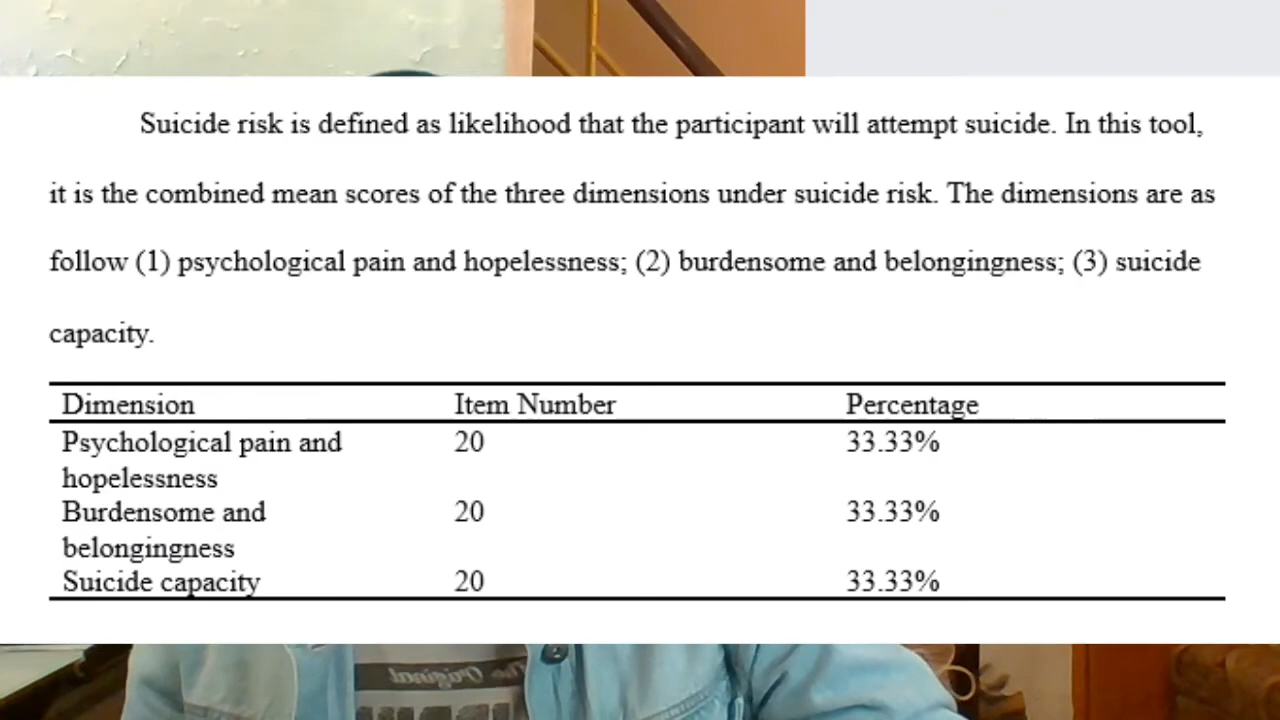 Suicide risk is defined as likelihood that the participant will attempt suicide. In this tool,
it is the combined mean scores of the three dimensions under suicide risk. The dimensions are as
follow (1) psychological pain and hopelessness; (2) burdensome and belongingness; (3) suicide
capacity.
Dimension Item Number Percentage
Psychological pain and 20 33.33%
hopelessness
Burdensome and 20 33.33%
belongingness
Suicide capacity 20 33.33%
The Original